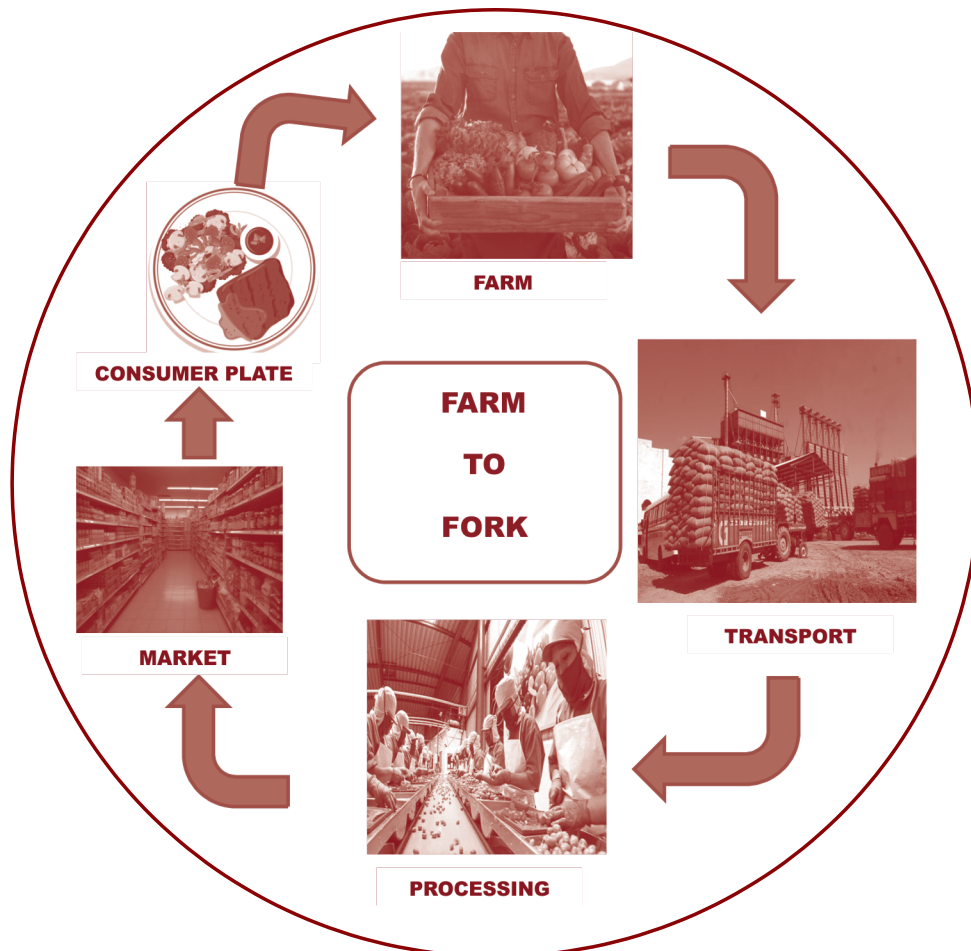 FARM
CONSUMER PLATE
FARM
TO
FORK
TRANSPORT
MARKET
PROCESSING